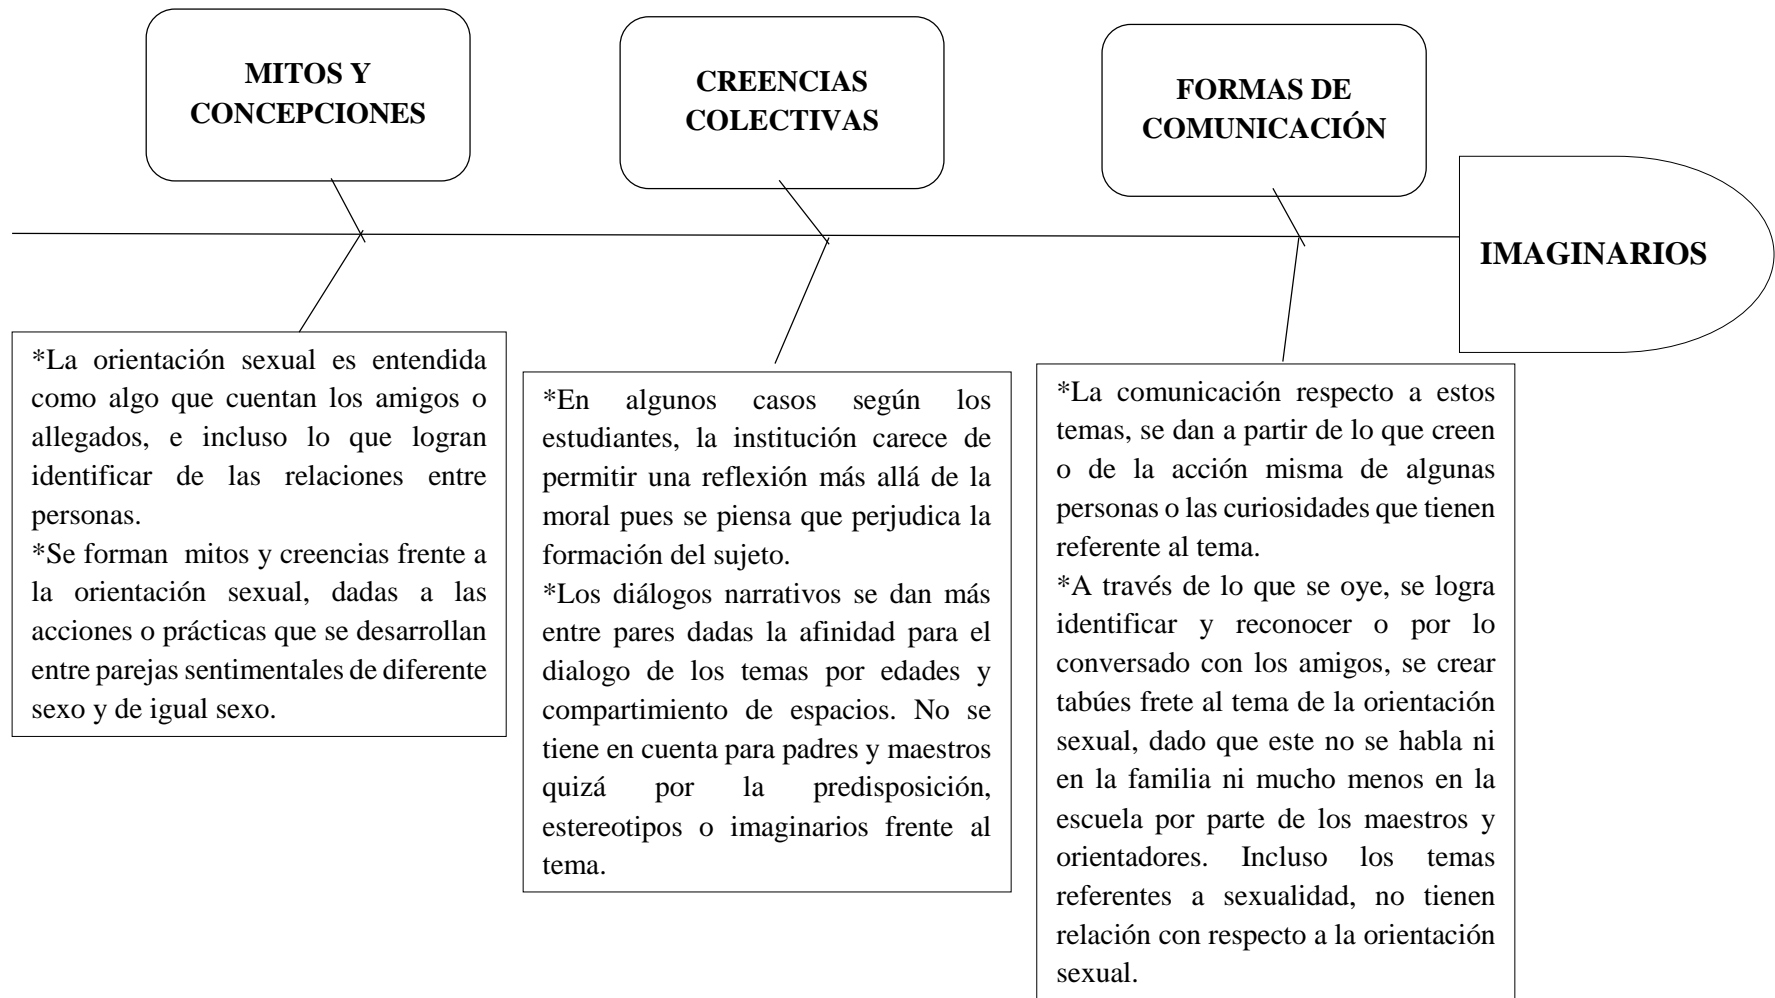 MITOS Y
CONCEPCIONES
CREENCIAS
COLECTIVAS
FORMAS DE
COMUNICACIÓN
IMAGINARIOS
*La orientación sexual es entendida
como algo que cuentan los amigos o
allegados, e incluso lo que logran
identificar de las relaciones entre
personas.
*Se forman mitos y creencias frente a
la orientación sexual, dadas a las
acciones o prácticas que se desarrollan
entre parejas sentimentales de diferente
sexo y de igual sexo.
*En algunos casos según los
estudiantes, la institución carece de
permitir una reflexión más allá de la
moral pues se piensa que perjudica la
formación del sujeto.
*Los diálogos narrativos se dan más
entre pares dadas la afinidad para el
dialogo de los temas por edades y
compartimiento de espacios. No se
tiene en cuenta para padres y maestros
quizá por la predisposición,
estereotipos o imaginarios frente al
tema.
*La comunicación respecto a estos
temas, se dan a partir de lo que creen
o de la acción misma de algunas
personas o las curiosidades que tienen
referente al tema.
*A través de lo que se oye, se logra
identificar y reconocer o por lo
conversado con los amigos, se crear
tabúes frete al tema de la orientación
sexual, dado que este no se habla ni
en la familia ni mucho menos en la
escuela por parte de los maestros y
orientadores. Incluso los temas
referentes a sexualidad, no tienen
relación con respecto a la orientación
sexual.